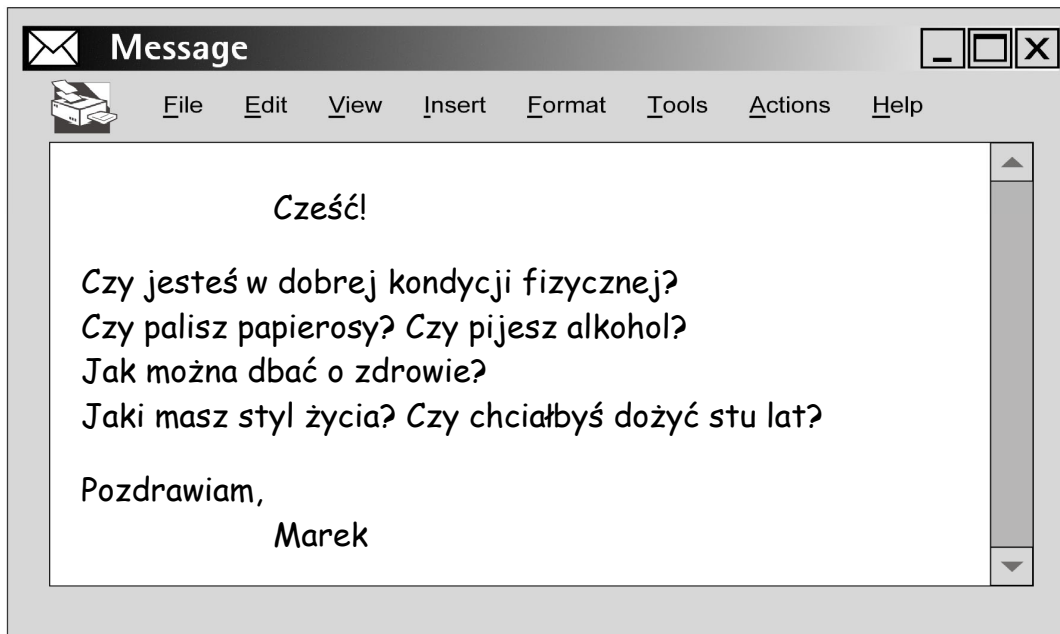 Message
File Edit View Insert Format Tools Actions Help
Cześć!
Czy jesteś w dobrej kondycji fizycznej?
Czy palisz papierosy? Czy pijesz alkohol?
Jak można dbać o zdrowie?
Jaki masz styl życia? Czy chciałbyś dożyć stu lat?
Pozdrawiam,
Marek